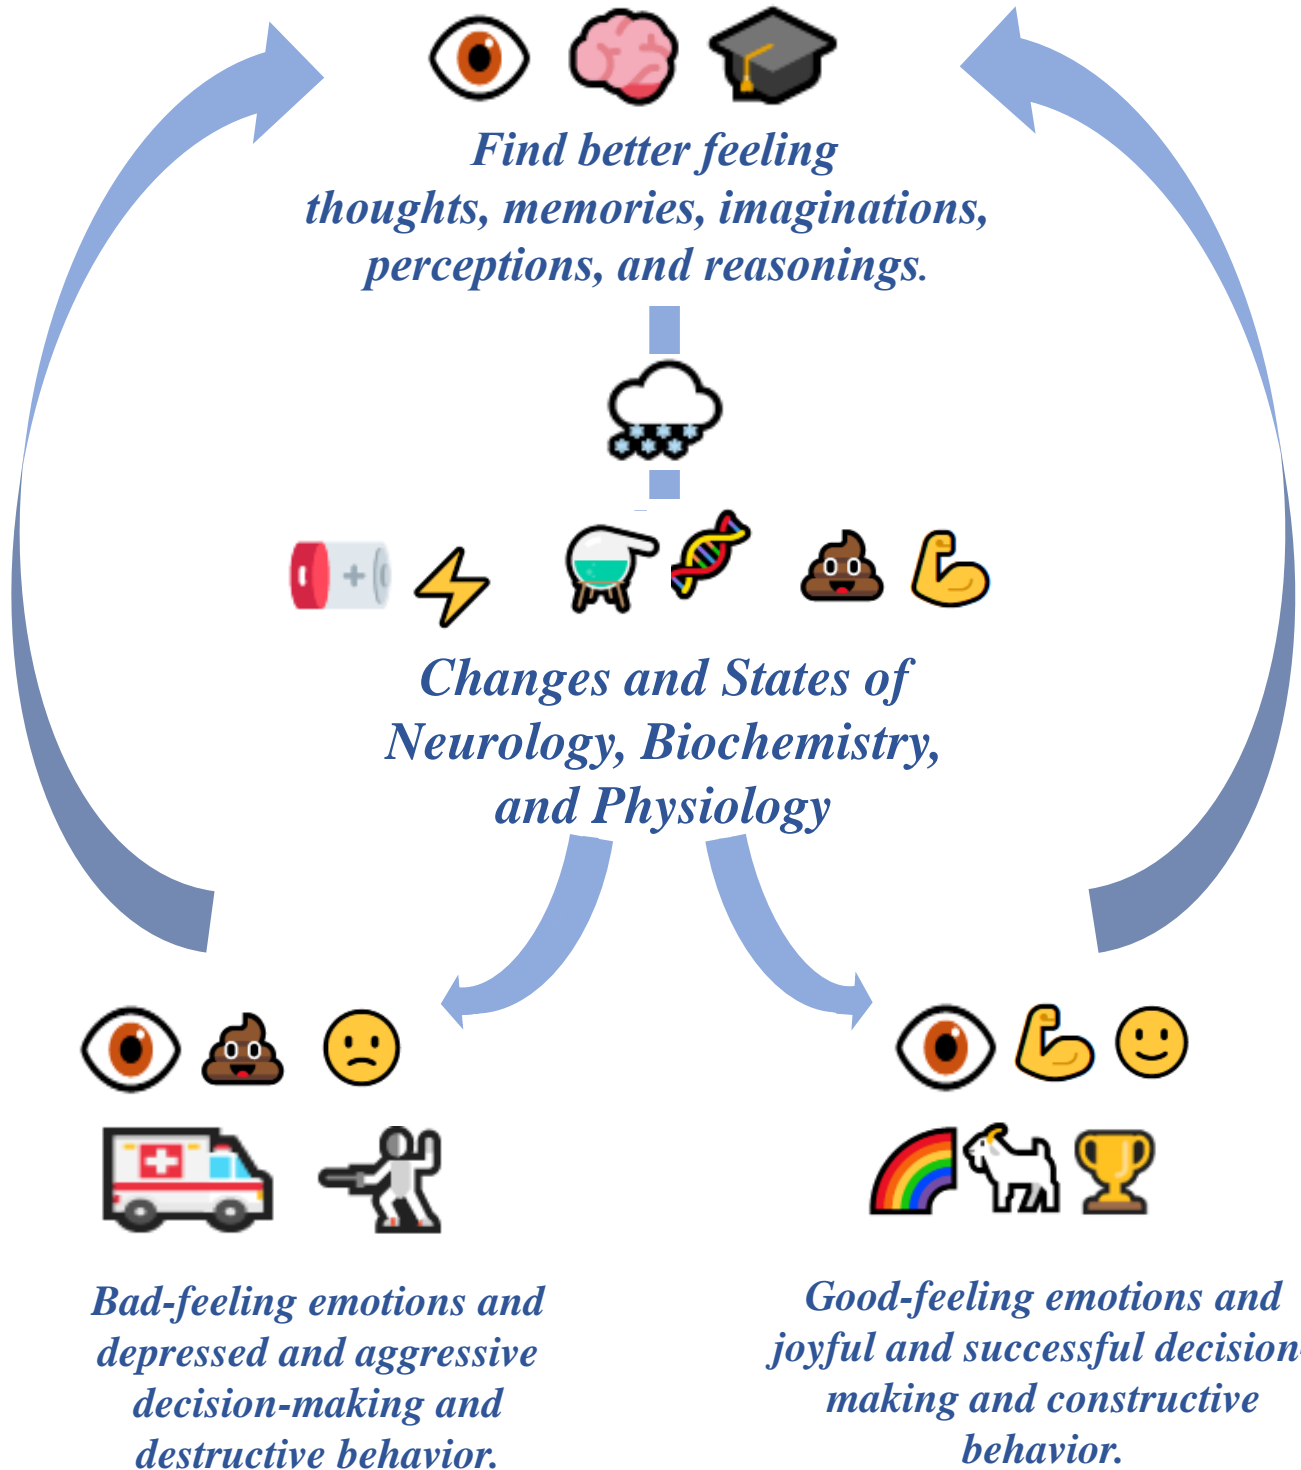 Find better feeling
thoughts, memories, imaginations,
perceptions, and reasonings.
Changes and States of
Neurology, Biochemistry,
and Physiology
Bad-feeling emotions and
depressed and aggressive
decision-making and
destructive behavior.
Good-feeling emotions and
joyful and successful decision-
making and constructive
behavior.